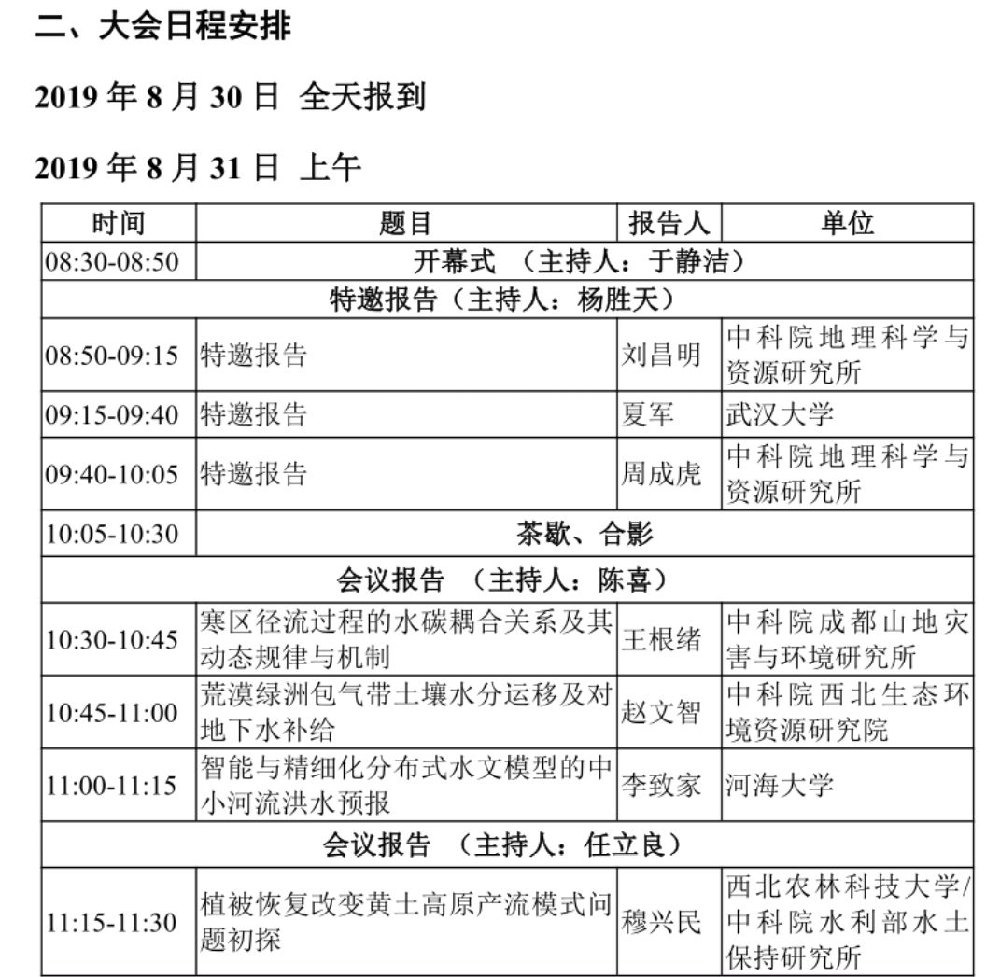 二、大会日程安排
2019 年 8 月 30 日 全天报到
2019 年 8 月 31 日 上午
时间 题目 报告人 单位
08:30-08:50 开幕式 （主持人：于静洁）
特邀报告（主持人：杨胜天）
08:50-09:15 特邀报告 刘昌明 中科院地理科学与
资源研究所
09:15-09:40 特邀报告 夏军 武汉大学
09:40-10:05 特邀报告 周成虎 中科院地理科学与
资源研究所
10:05-10:30 茶歇、合影
会议报告 （主持人：陈喜）
10:30-10:45 寒区径流过程的水碳耦合关系及其
动态规律与机制 王根绪 中科院成都山地灾
害与环境研究所
10:45-11:00 荒漠绿洲包气带土壤水分运移及对
地下水补给 赵文智 中科院西北生态环
境资源研究院
11:00-11:15 智能与精细化分布式水文模型的中
小河流洪水预报 李致家 河海大学
会议报告 （主持人：任立良）
11:15-11:30 植被恢复改变黄土高原产流模式问
题初探 穆兴民 西北农林科技大学/
中科院水利部水土
保持研究所